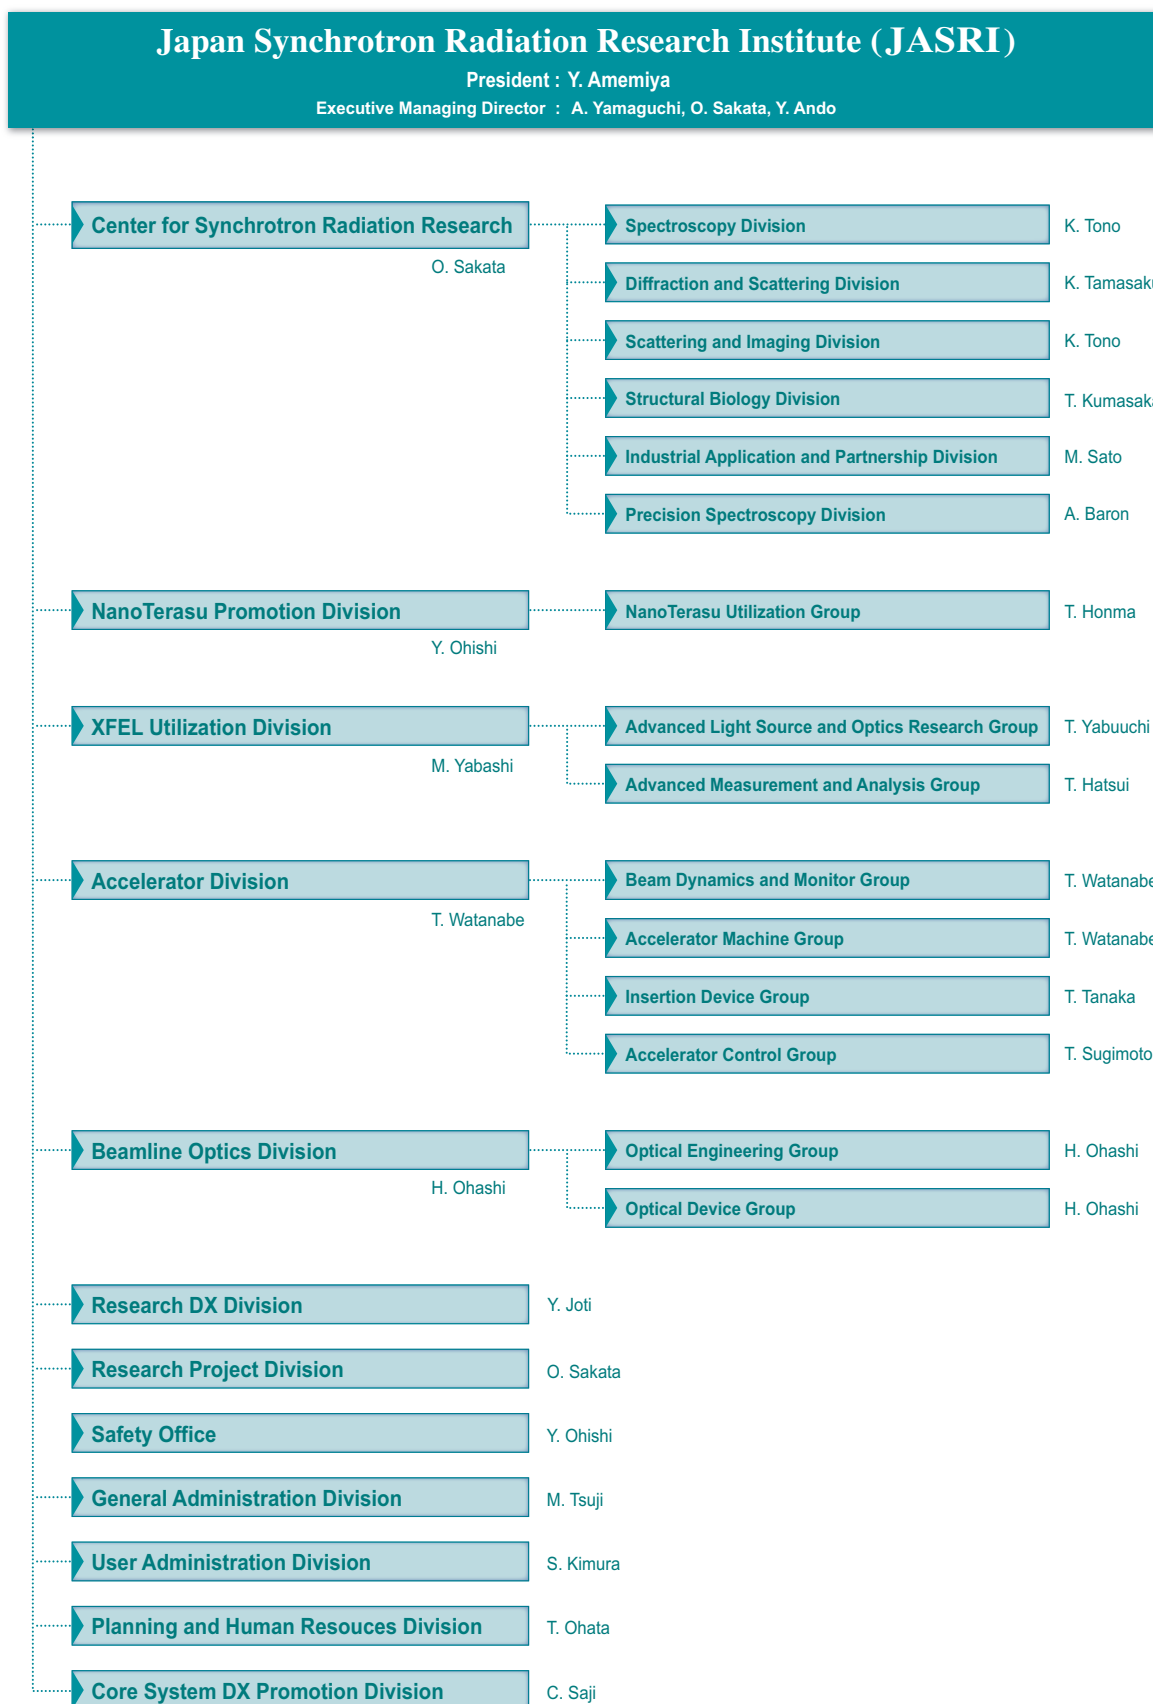 Japan Synchrotron Radiation Research Institute (JASRI)
President : Y. Amemiya
Executive Managing Director : A. Yamaguchi, O. Sakata, Y. Ando
Center for Synchrotron Radiation Research
O. Sakata
Spectroscopy Division K. Tono
Diffraction and Scattering Division K. Tamasaku
Scattering and Imaging Division K. Tono
Structural Biology Division T. Kumasaka
Industrial Application and Partnership Division M. Sato
Precision Spectroscopy Division A. Baron
NanoTerasu Promotion Division
Y. Ohishi
NanoTerasu Utilization Group T. Honma
XFEL Utilization Division
M. Yabashi
Advanced Light Source and Optics Research Group T. Yabuuchi
Advanced Measurement and Analysis Group T. Hatsui
Accelerator Division
T. Watanabe
Beam Dynamics and Monitor Group T. Watanabe
Accelerator Machine Group T. Watanabe
Insertion Device Group T. Tanaka
Accelerator Control Group T. Sugimoto
Beamline Optics Division
H. Ohashi
Optical Engineering Group H. Ohashi
Optical Device Group H. Ohashi
Research DX Division Y. Joti
Research Project Division O. Sakata
Safety Office Y. Ohishi
General Administration Division M. Tsuji
User Administration Division S. Kimura
Planning and Human Resouces Division T. Ohata
Core System DX Promotion Division C. Saji